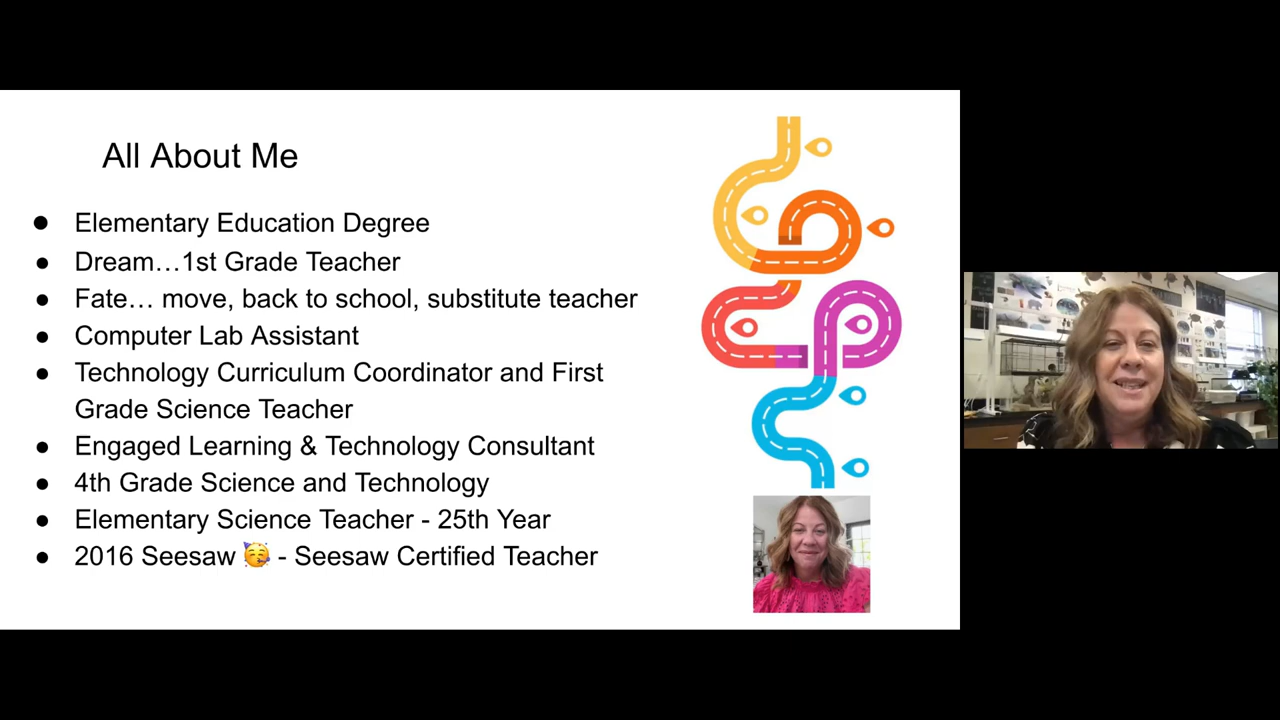 All About Me
● Elementary Education Degree
● Dream…1st Grade Teacher
● Fate… move, back to school, substitute teacher
● Computer Lab Assistant
● Technology Curriculum Coordinator and First
Grade Science Teacher
● Engaged Learning & Technology Consultant
● 4th Grade Science and Technology
● Elementary Science Teacher - 25th Year
● 2016 Seesaw 🥳 - Seesaw Certified Teacher